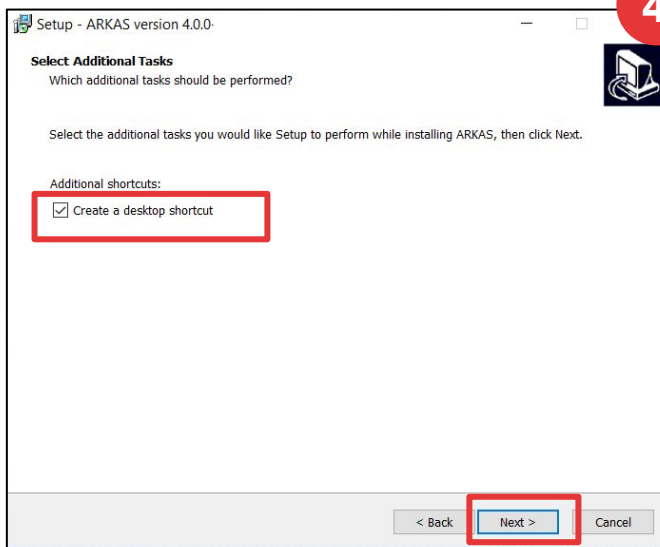 4
Setup - ARKAS version 4.0.0-
Select Additional Tasks
Which additional tasks should be performed?
Select the additional tasks you would like Setup to perform while installing ARKAS, then click Next.
Additional shortcuts:
Create a desktop shortcut
< Back Next > Cancel